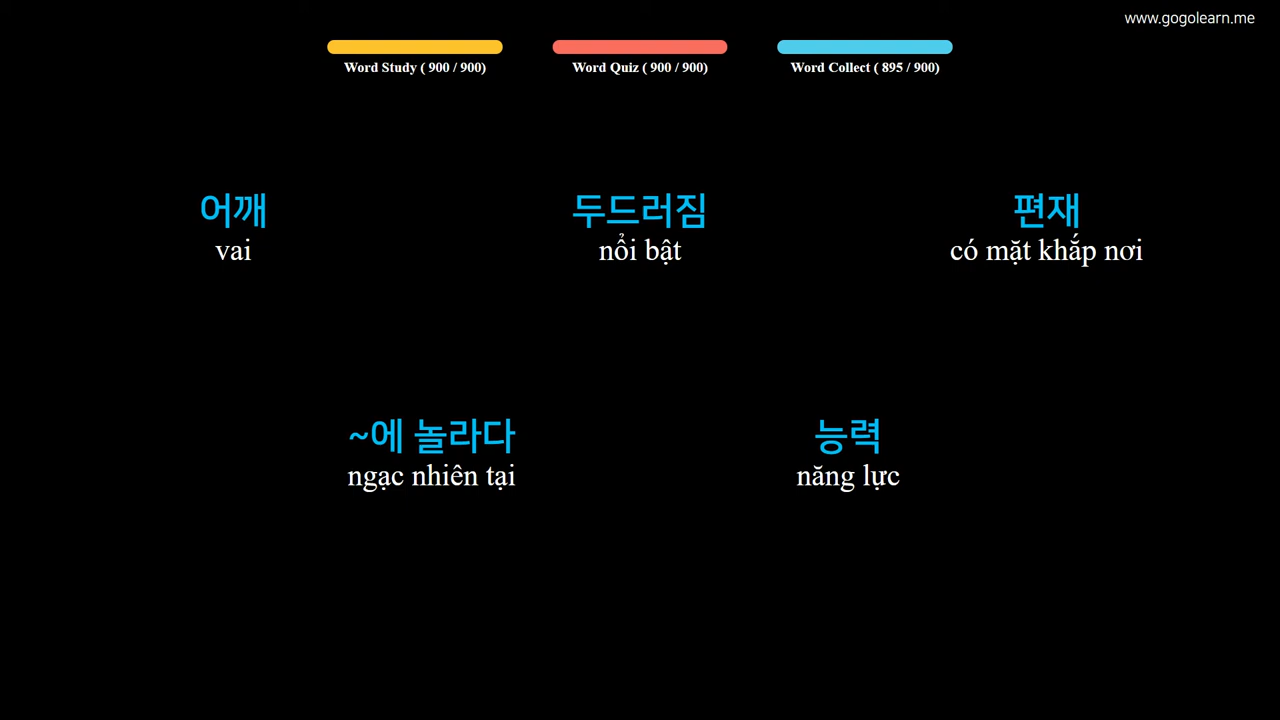 www.gogolearn.me
Word Study ( 900 / 900)
Word Quiz ( 900 / 900)
Word Collect ( 895 / 900)
어깨
vai
두드러짐
nổi bật
편재
có mặt khắp nơi
~에 놀라다
ngạc nhiên tại
능력
năng lực